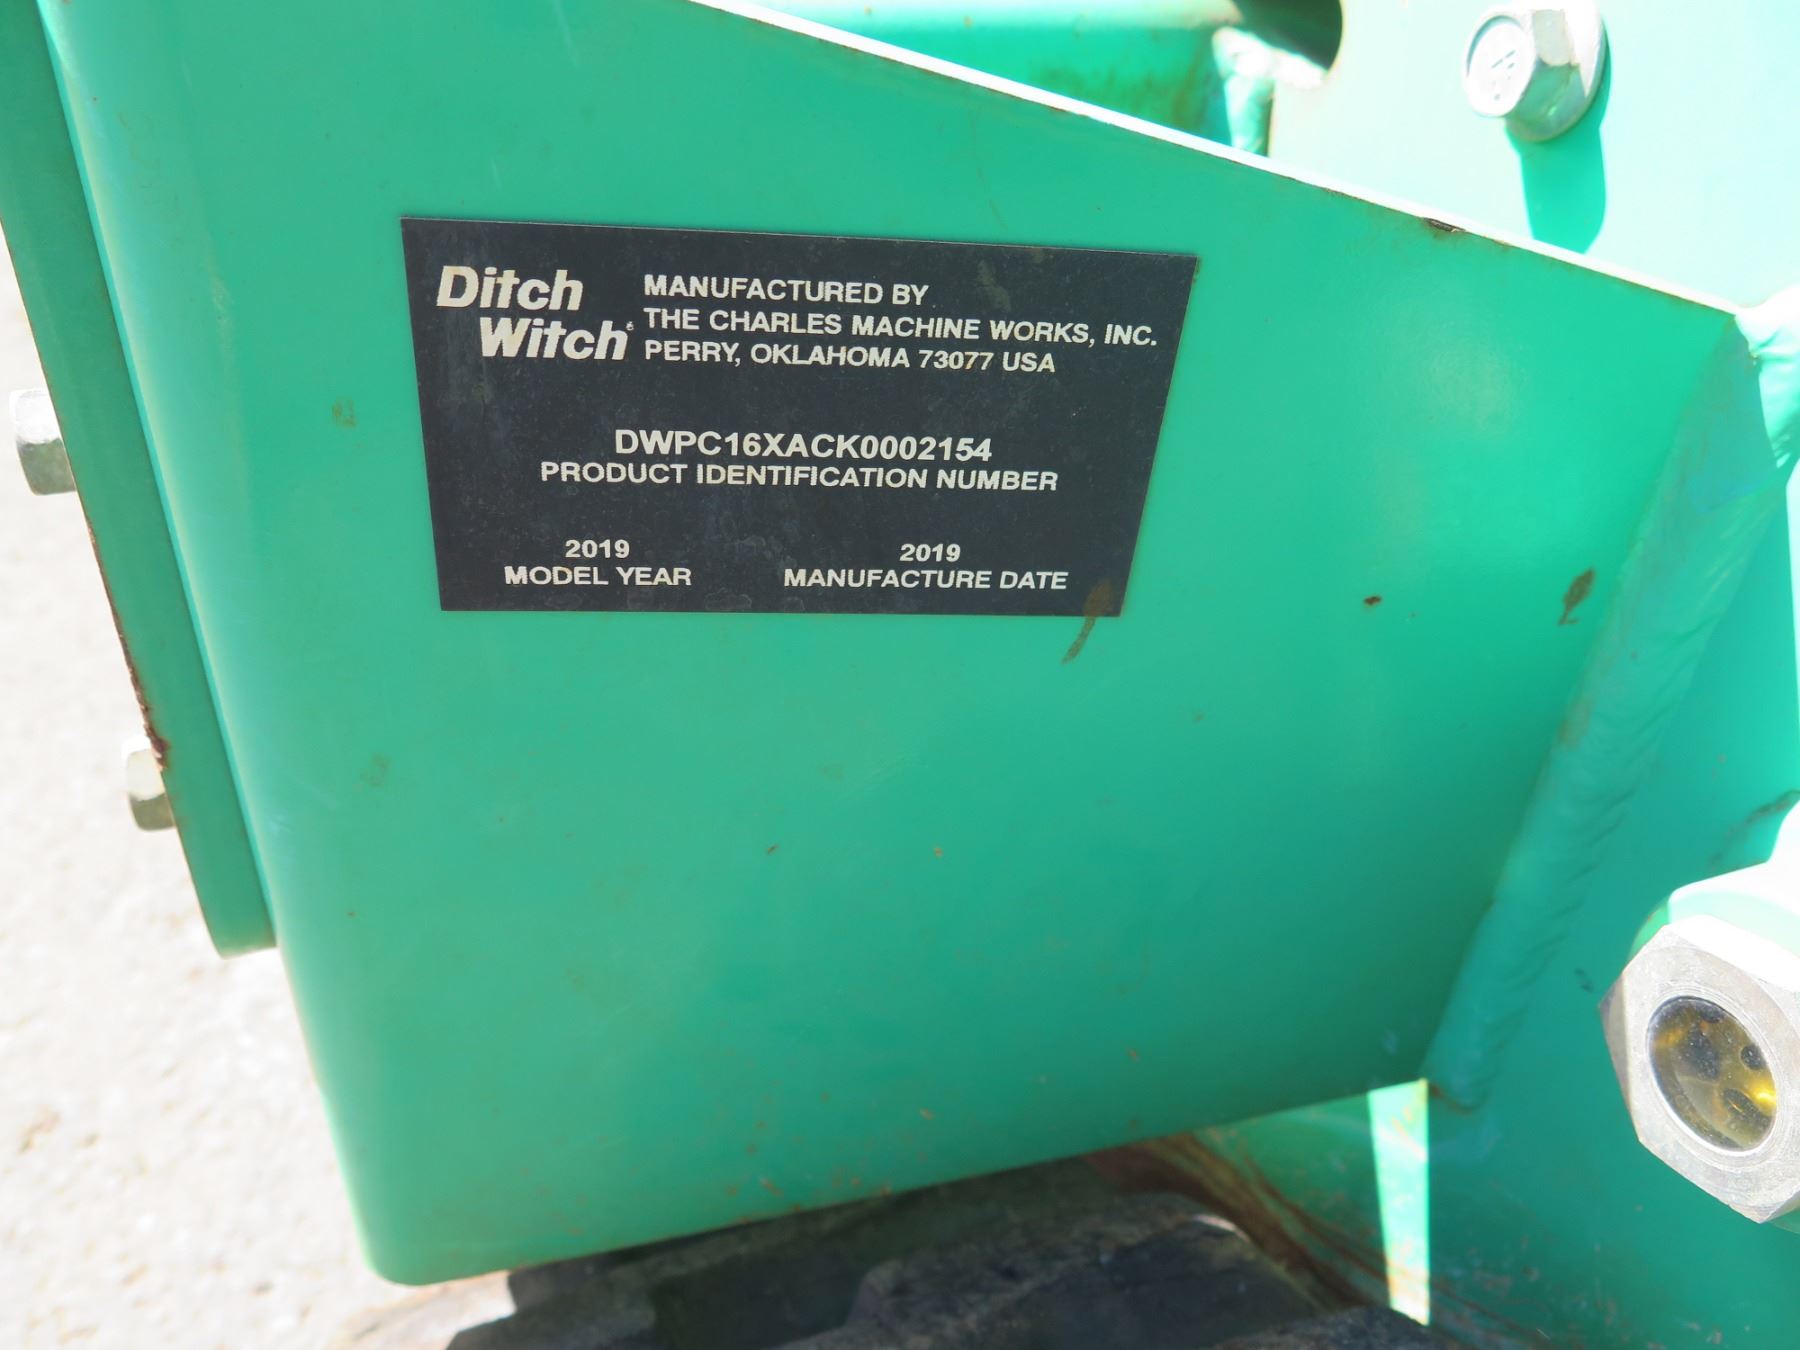 Ditch
Witch
MANUFACTURED BY
THE CHARLES MACHINE WORKS, INC.
PERRY, OKLAHOMA 73077 USA
DWPC16XACK0002154
PRODUCT IDENTIFICATION NUMBER
2019
MODEL YEAR
2019
MANUFACTURE DATE